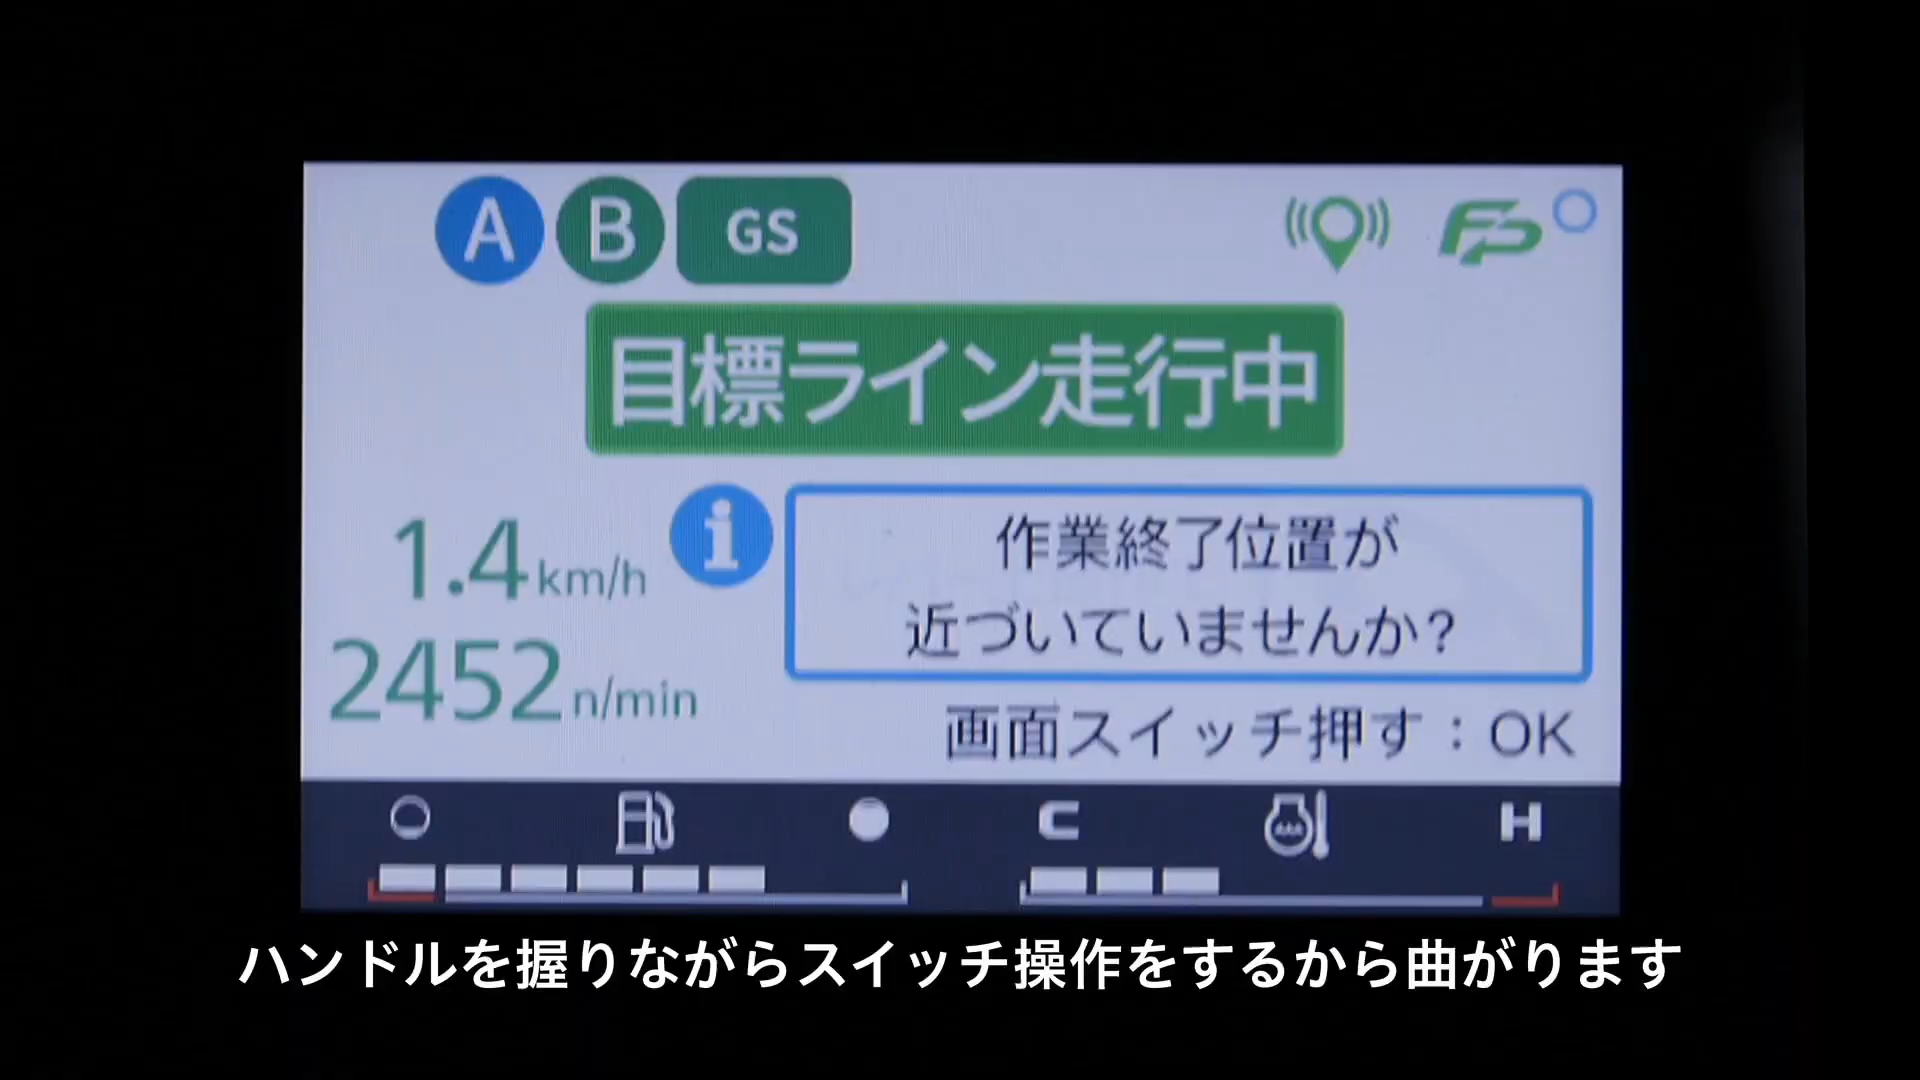 A B GS
FP
目標ライン走行中
i
作業終了位置が
近づいていませんか?
1.4km/h
2452n/min
画面スイッチ押す:OK
C H
ハンドルを握りながらスイッチ操作をするから曲がります